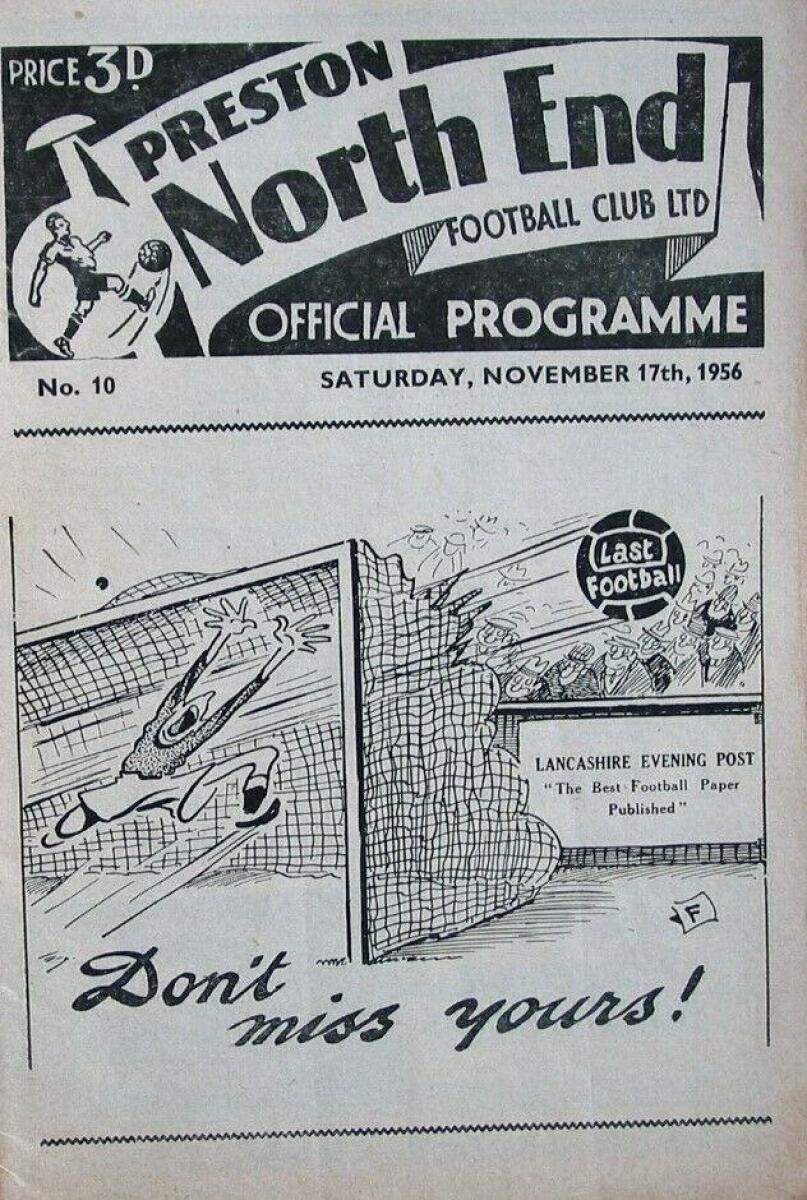 PRICE 3D
PRESTON
North End
FOOTBALL CLUB LTD
OFFICIAL PROGRAMME
No. 10
SATURDAY, NOVEMBER 17th, 1956
Last
Football
LANCASHIRE EVENING POST
"The Best Football Paper
Published"
F
Don't
miss yours!